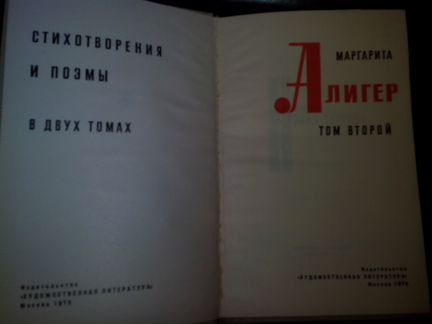 СТИХОТВОРЕНИЯ
И ПОЭМЫ
В ДВУХ ТОМАХ
Издательство
«ХУДОЖЕСТВЕННАЯ ЛИТЕРАТУРА»
Москва 1970
МАРГАРИТА
АЛИГЕР
ТОМ ВТОРОЙ
Издательство
«ХУДОЖЕСТВЕННАЯ ЛИТЕРАТУРА»
Москва 1970